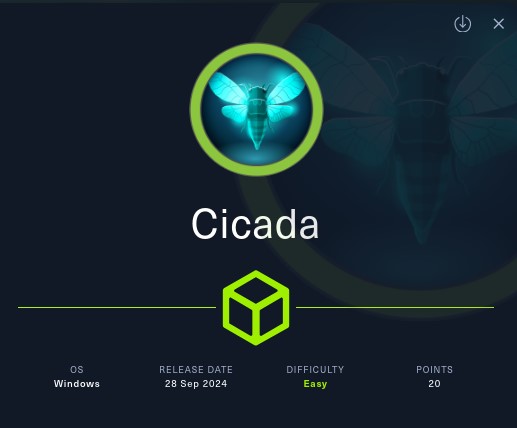 Cicada
OS RELEASE DATE DIFFICULTY POINTS
Windows 28 Sep 2024 Easy 20